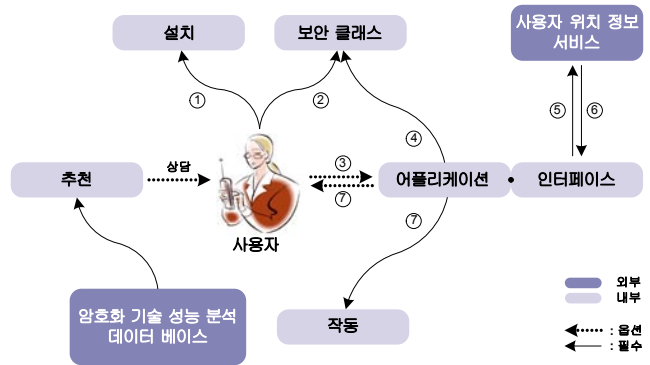 설치
보안 클래스
사용자 위치 정보
서비스
①
②
⑤
⑥
④
추천
상담
③
⑦
어플리케이션
인터페이스
사용자
⑦
암호화 기술 성능 분석
데이터 베이스
작동
외부
내부
: 옵션
: 필수